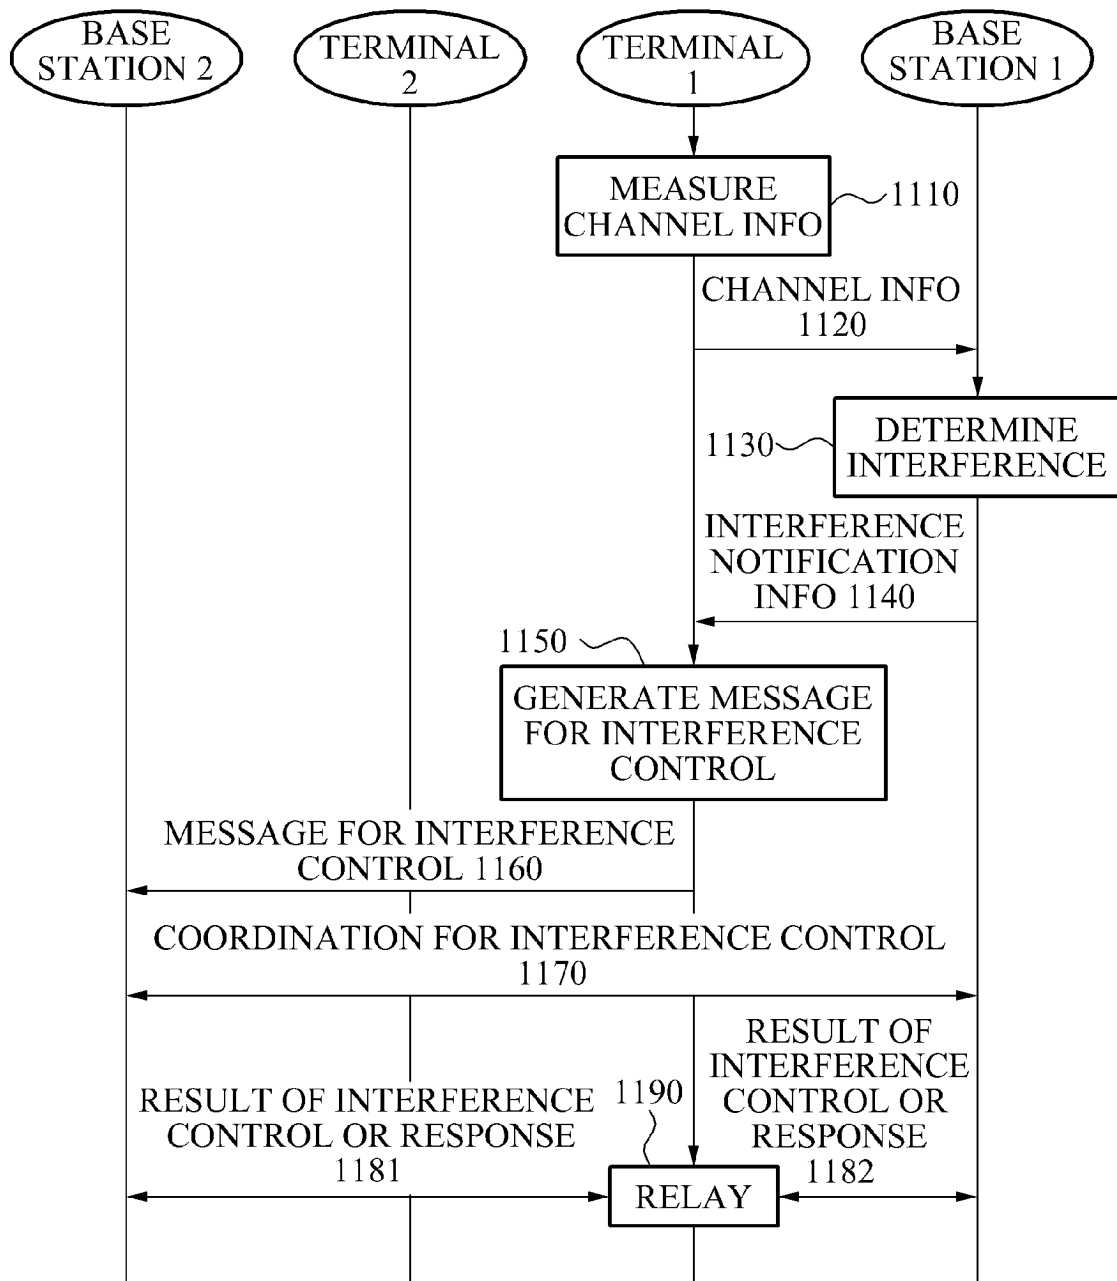 BASE
STATION 2
TERMINAL
2
TERMINAL
1
BASE
STATION 1
MEASURE
CHANNEL INFO
1110
CHANNEL INFO
1120
1130
DETERMINE
INTERFERENCE
INTERFERENCE
NOTIFICATION
INFO 1140
1150
GENERATE MESSAGE
FOR INTERFERENCE
CONTROL
MESSAGE FOR INTERFERENCE
CONTROL 1160
COORDINATION FOR INTERFERENCE CONTROL
1170
RESULT OF INTERFERENCE
CONTROL OR RESPONSE
1181
1190
RELAY
RESULT OF
INTERFERENCE
CONTROL OR
RESPONSE
1182